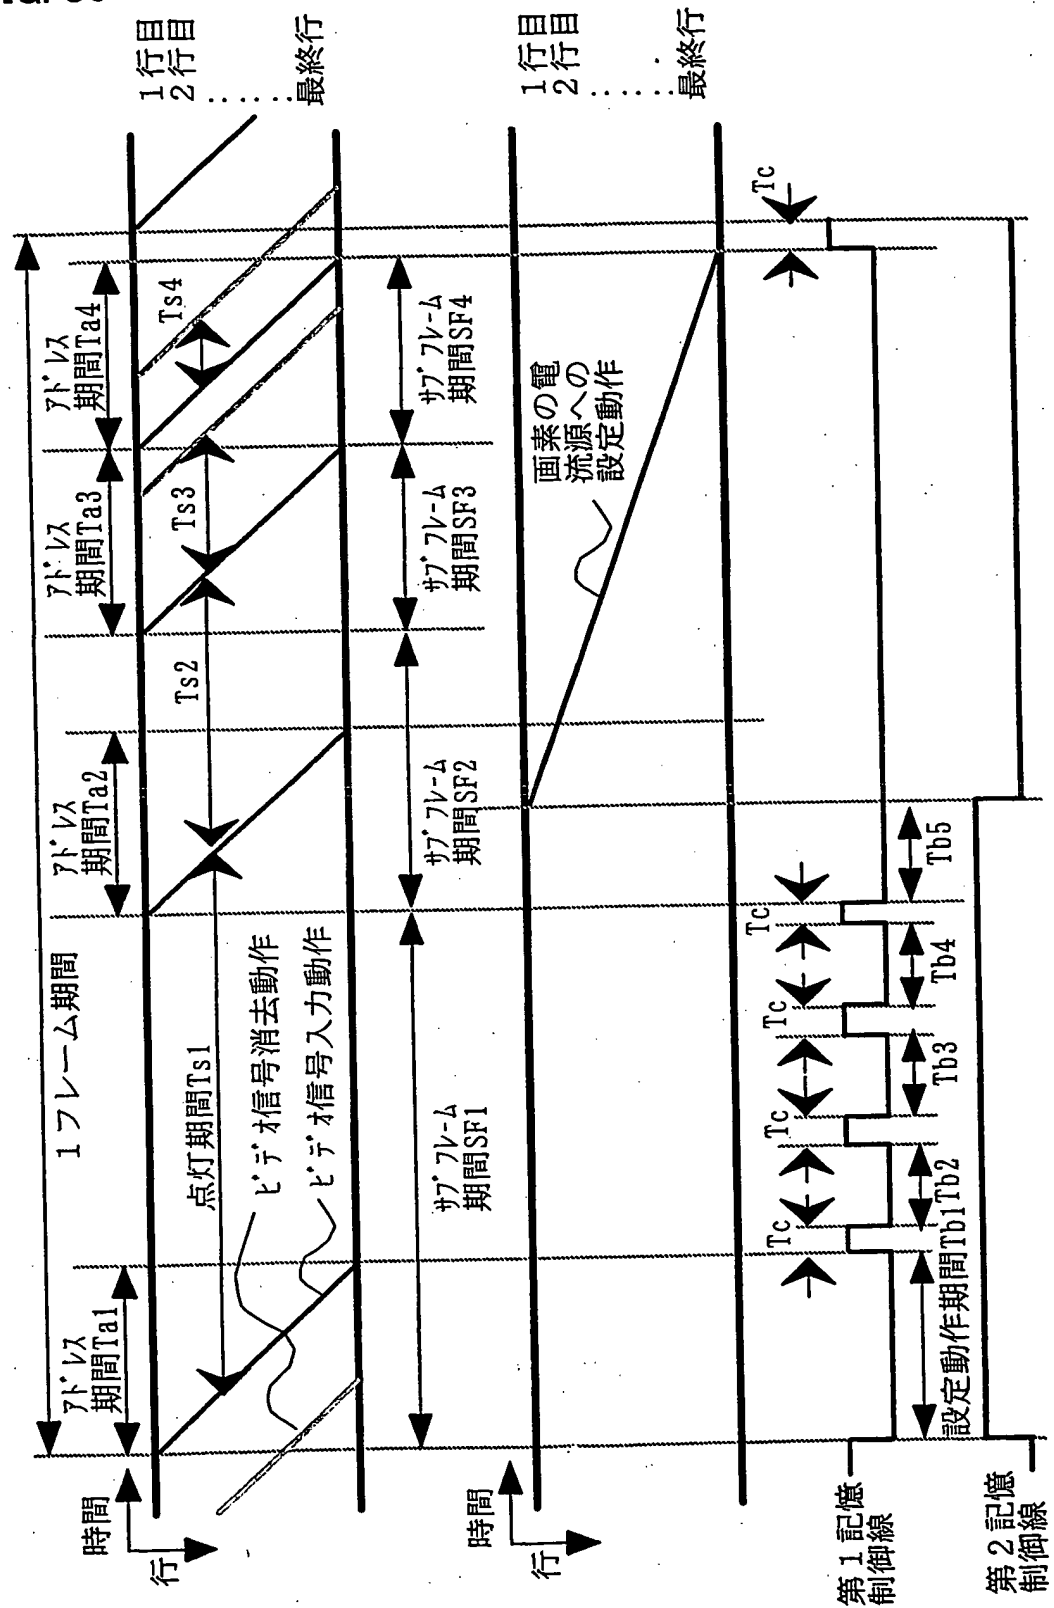 1フレーム期間
アドレス
期間Ta1
アドレス
期間Ta2
アドレス
期間Ta3
アドレス
期間Ta4
時間
行
1行目
2行目
......
最終行
点灯期間Ts1
Ts2
Ts3
Ts4
ビデオ信号消去動作
ビデオ信号入力動作
サブフレーム
期間SF1
サブフレーム
期間SF2
サブフレーム
期間SF3
サブフレーム
期間SF4
時間
行
1行目
2行目
......
最終行
画素の電
流源への
設定動作
Tc
Tc
Tc
Tc
Tc
第1記憶
制御線
設定動作期間Tb1
Tb2
Tb3
Tb4
Tb5
第2記憶
制御線